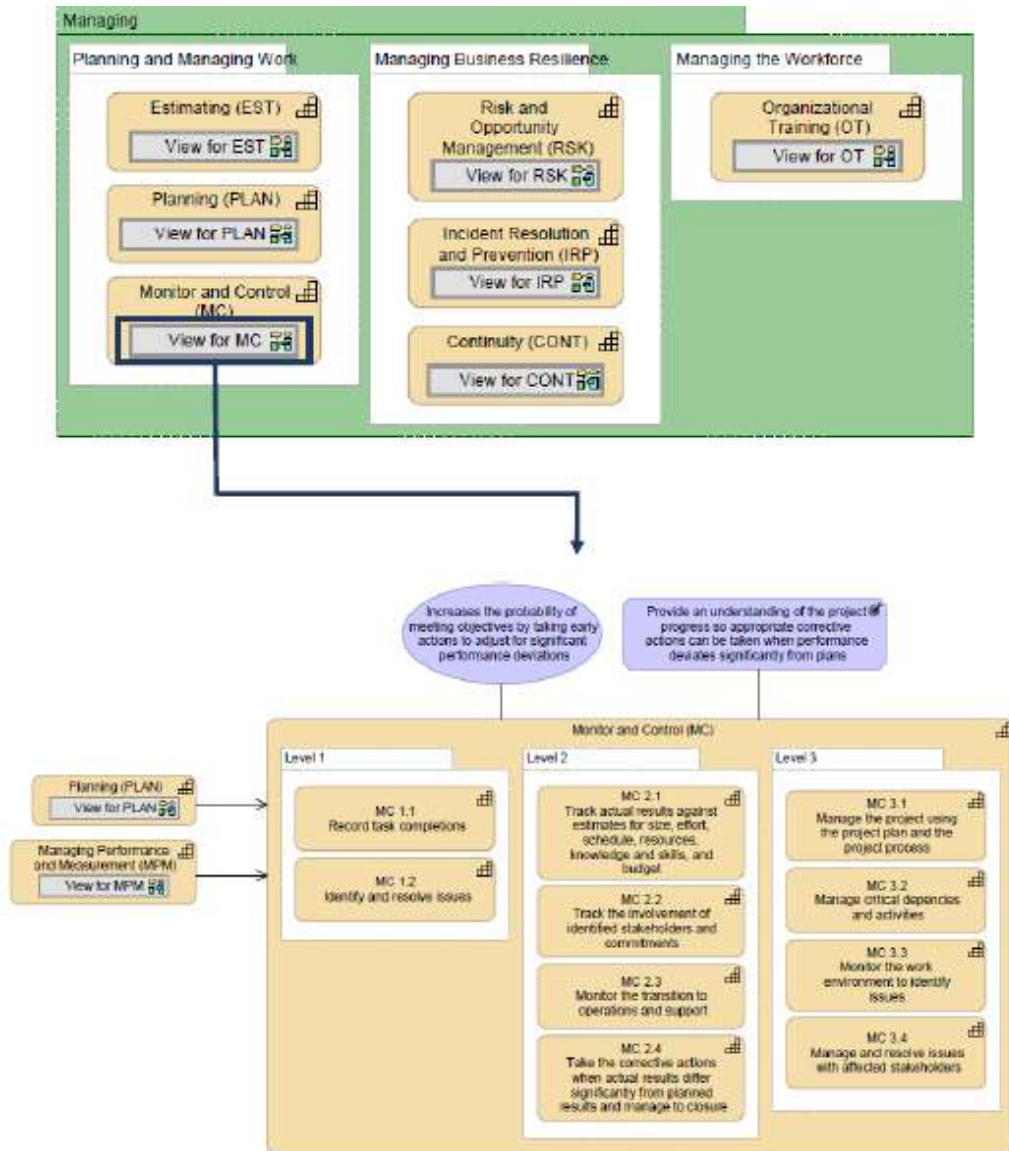 Managing
Planning and Managing Work
Estimating (EST)
View for EST
Planning (PLAN)
View for PLAN
Monitor and Control
(MC)
View for MC
Managing Business Resilience
Risk and
Opportunity
Management (RSK)
View for RSK
Incident Resolution
and Prevention (IRP)
View for IRP
Continuity (CONT)
View for CONT
Managing the Workforce
Organizational
Training (OT)
View for OT
Increases the probability of
meeting objectives by taking early
actions to adjust for significant
performance deviations
Provide an understanding of the project
progress so appropriate corrective
actions can be taken when performance
deviates significantly from plans
Planning (PLAN)
View for PLAN
Managing Performance
and Measurement (MPM)
View for MPM
Monitor and Control (MC)
Level 1
MC 1.1
Record task completions
MC 1.2
Identify and resolve issues
Level 2
MC 2.1
Track actual results against
estimates for size, effort,
schedule, resources,
knowledge and skills, and
budget
MC 2.2
Track the involvement of
identified stakeholders and
commitments
MC 2.3
Monitor the transition to
operations and support
MC 2.4
Take the corrective actions
when actual results differ
significantly from planned
results and manage to closure
Level 3
MC 3.1
Manage the project using
the project plan and the
project process
MC 3.2
Manage critical depencies
and activities
MC 3.3
Monitor the work
environment to identify
issues
MC 3.4
Manage and resolve issues
with affected stakeholders